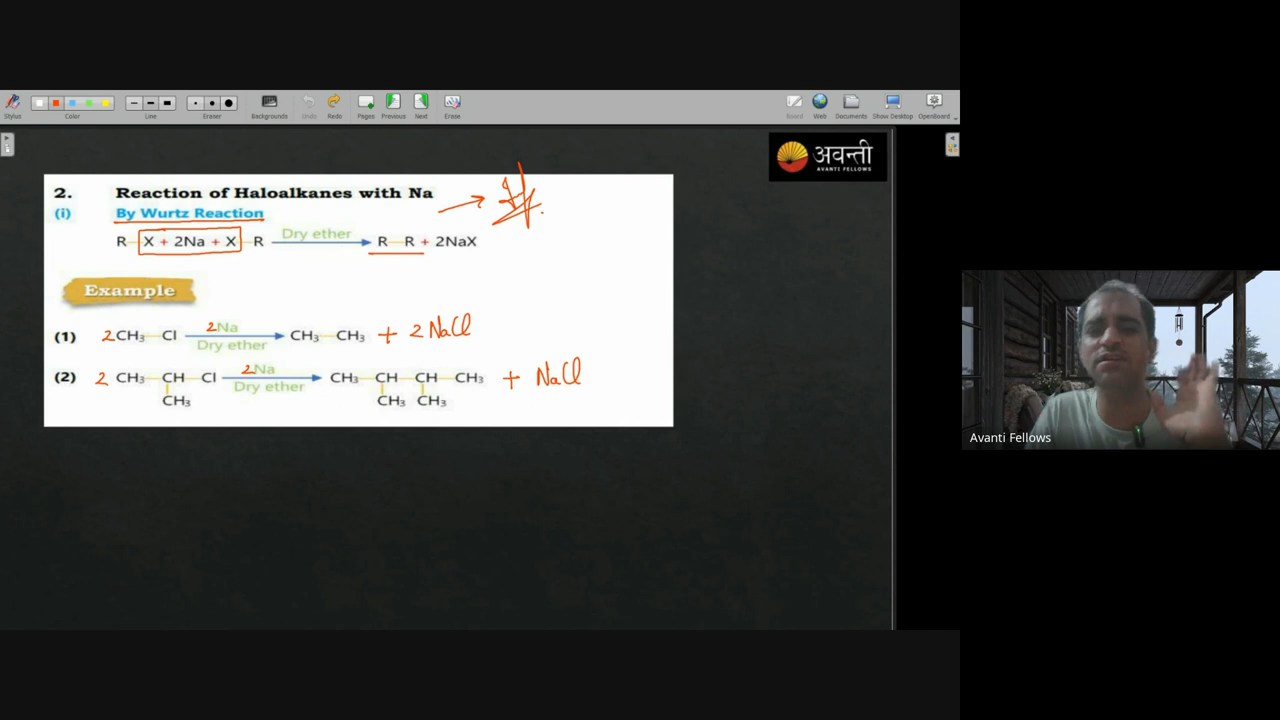 Stylus Color Line Eraser Backgrounds Undo Redo Pages Previous Next Erase Board Web Documents Show Desktop OpenBoard
अवन्ती
AVANTI FELLOWS
2. Reaction of Haloalkanes with Na
(i) By Wurtz Reaction
R X + 2Na + X R Dry ether R R + 2NaX
Example
(1) 2CH3 Cl 2Na Dry ether CH3 CH3 + 2NaCl
(2) 2 CH3 CH Cl 2Na Dry ether CH3 CH CH CH3 + NaCl
CH3 CH3 CH3
Avanti Fellows